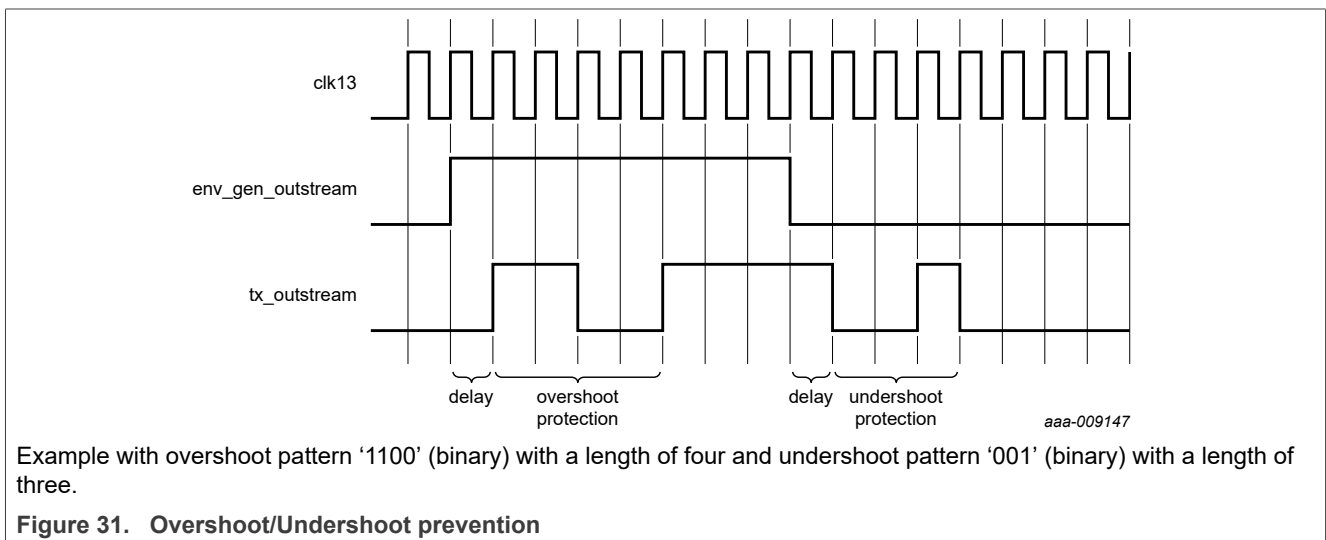 clk13
env_gen_outstream
tx_outstream
delay overshoot protection delay undershoot protection
aaa-009147
Example with overshoot pattern ‘1100’ (binary) with a length of four and undershoot pattern ‘001’ (binary) with a length of
three.
Figure 31. Overshoot/Undershoot prevention